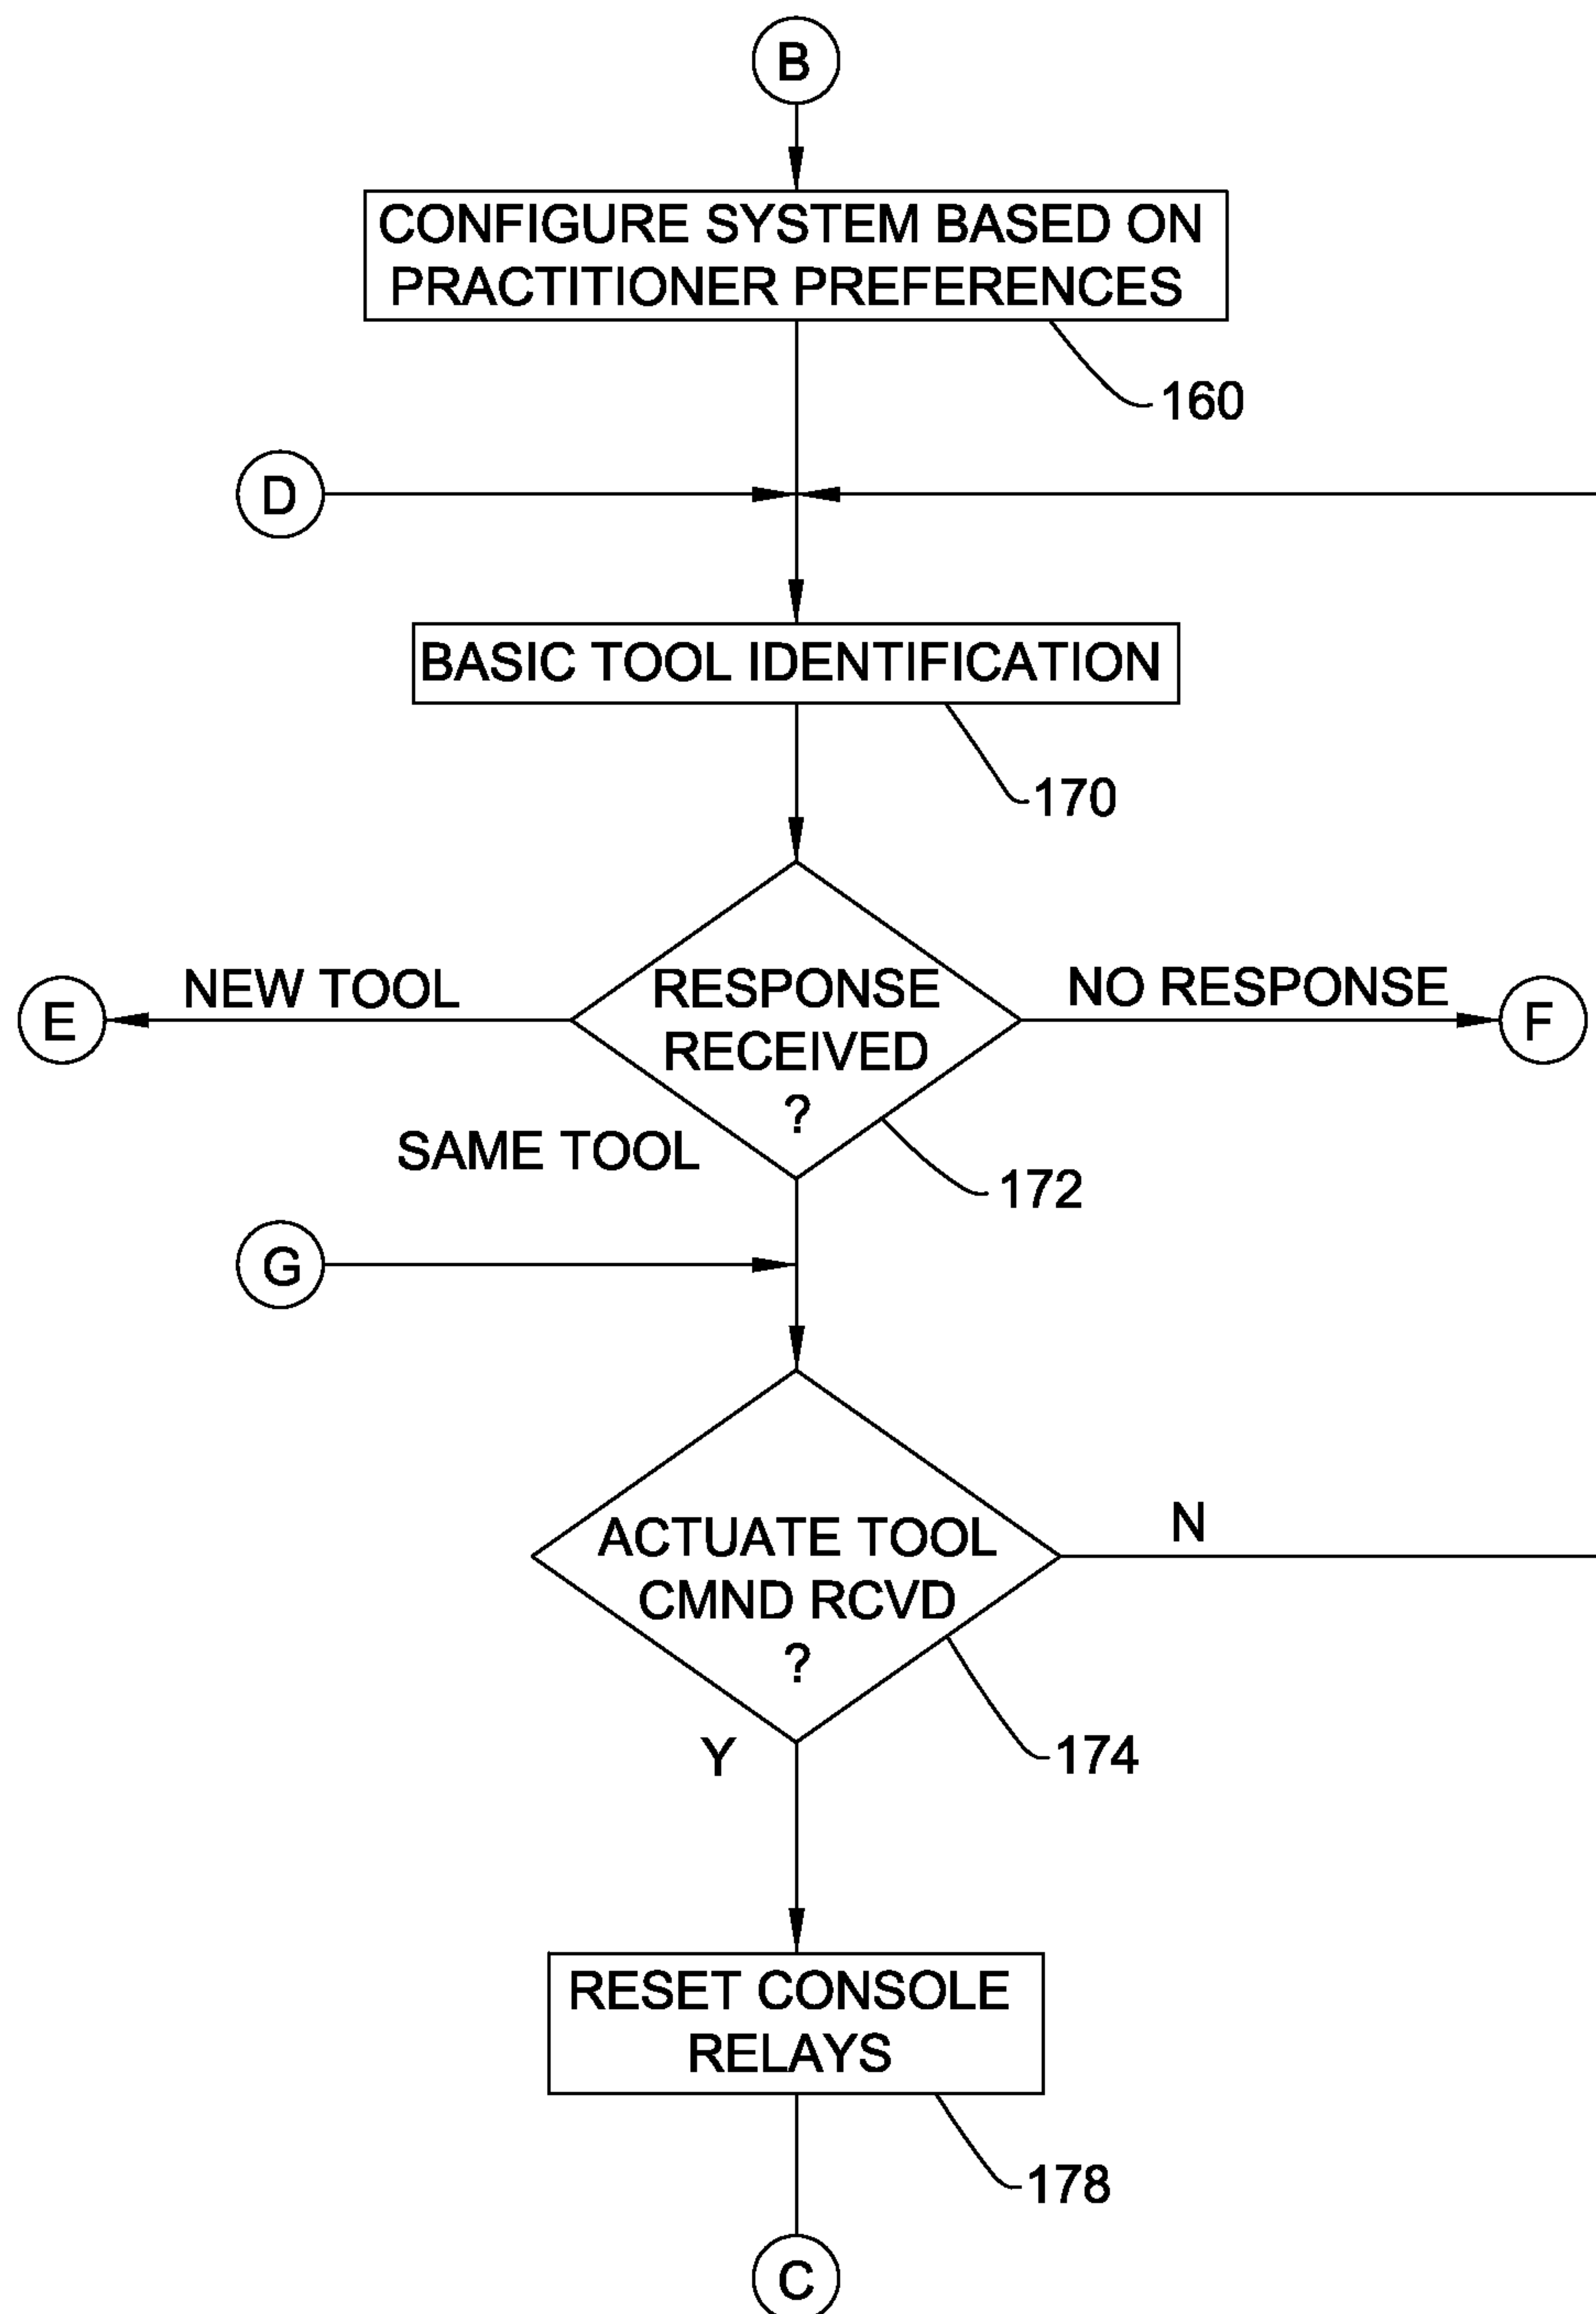 B
CONFIGURE SYSTEM BASED ON
PRACTITIONER PREFERENCES
160
D
BASIC TOOL IDENTIFICATION
170
E
NEW TOOL
RESPONSE
RECEIVED
?
NO RESPONSE
F
SAME TOOL
172
G
ACTUATE TOOL
CMND RCVD
?
N
Y
174
RESET CONSOLE
RELAYS
178
C